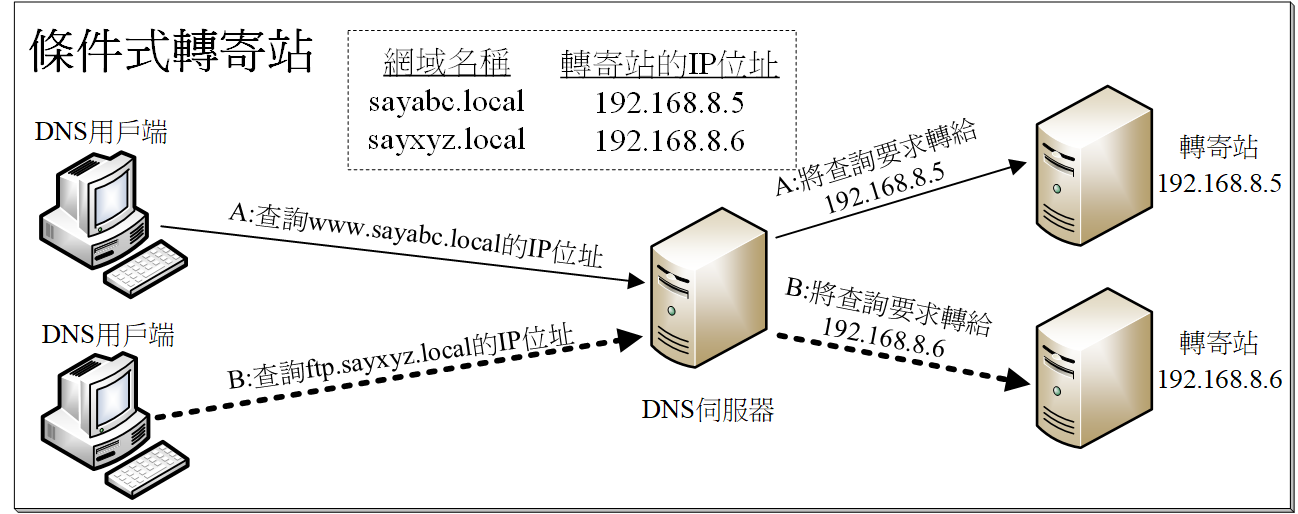 條件式轉寄站
網域名稱 轉寄站的IP位址
sayabc.local 192.168.8.5
sayxyz.local 192.168.8.6
DNS用戶端
A:查詢www.sayabc.local的IP位址
A:將查詢要求轉給
192.168.8.5
轉寄站
192.168.8.5
DNS用戶端
B:查詢ftp.sayxyz.local的IP位址
DNS伺服器
B:將查詢要求轉給
192.168.8.6
轉寄站
192.168.8.6